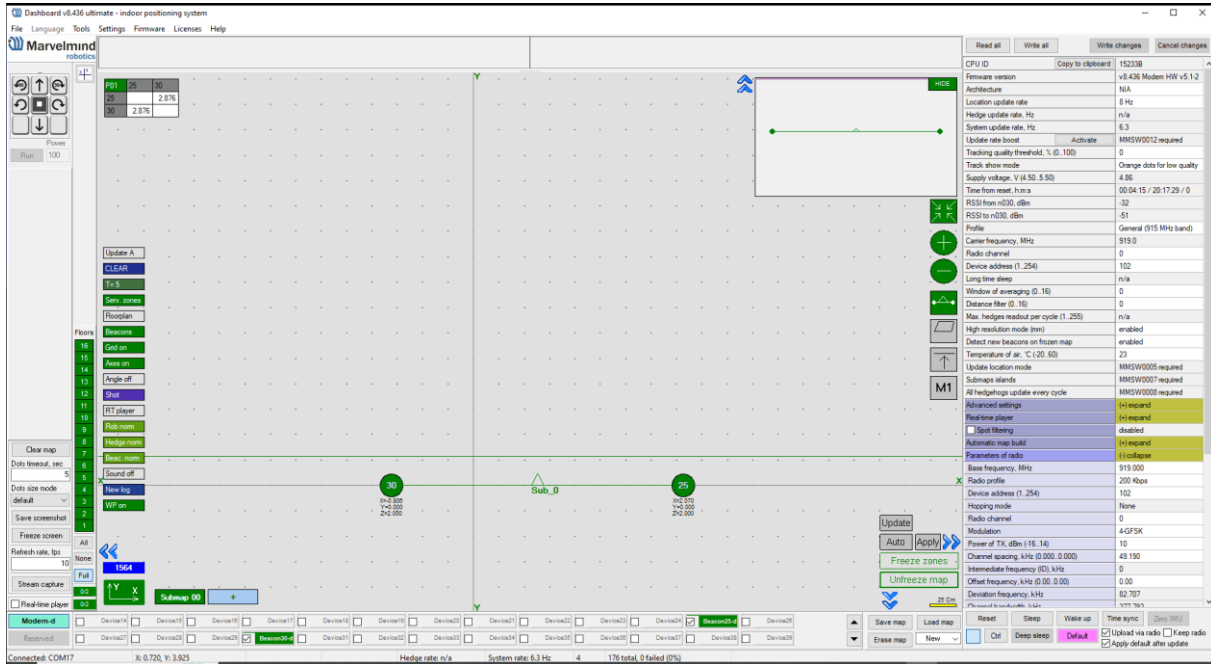 Dashboard v8.436 ultimate - indoor positioning system
File Language Tools Settings Firmware Licenses Help
Marvelmind
robotics
Power
Run 100
Clear map
Dots timeout, sec
5
Dots size mode
default
Save screenshot
Freeze screen
Refresh rate, fps
10
Stream capture
Real-time player
Floors
16
15
14
13
12
11
10
9
8
7
6
5
4
3
2
1
All
None
Full
0/2
0/2
P01 25 30
25 2.876
30 2.876
Update A
CLEAR
T= 5
Serv. zones
Floorplan
Beacons
Grid on
Axes on
Angle off
Shot
RT player
Rob norm
Hedge norm
Beac. norm
Sound off
New log
WP on
1564
Y X
Submap 00 +
Y
X
X
Y
30
X=-0.806
Y=0.000
Z=2.000
Sub_0
25
X=2.070
Y=0.000
Z=2.000
HIDE
M1
Update
Auto Apply
Freeze zones
Unfreeze map
25 Cm
Read all Write all Write changes Cancel changes
CPU ID Copy to clipboard 15233B
Firmware version v8.436 Modem HW v5.1-2
Architecture NIA
Location update rate 8 Hz
Hedge update rate, Hz n/a
System update rate, Hz 6.3
Update rate boost Activate MMSW0012 required
Tracking quality threshold, % (0..100) 0
Track show mode Orange dots for low quality
Supply voltage, V (4.50..5.50) 4.86
Time from reset, h:m:s 00:04:15 / 20:17:29 / 0
RSSI from n030, dBm -32
RSSI to n030, dBm -51
Profile General (915 MHz band)
Carrier frequency, MHz 919.0
Radio channel 0
Device address (1..254) 102
Long time sleep n/a
Window of averaging (0..16) 0
Distance filter (0..16) 0
Max. hedges readout per cycle (1..255) n/a
High resolution mode (mm) enabled
Detect new beacons on frozen map enabled
Temperature of air, °C (-20..60) 23
Update location mode MMSW0005 required
Submaps islands MMSW0007 required
All hedgehogs update every cycle MMSW0008 required
Advanced settings (+) expand
Real-time player (+) expand
Spot filtering disabled
Automatic map build (+) expand
Parameters of radio (-) collapse
Base frequency, MHz 919.000
Radio profile 200 Kbps
Device address (1..254) 102
Hopping mode None
Radio channel 0
Modulation 4-GFSK
Power of TX, dBm (-16..14) 10
Channel spacing, kHz (0.000..0.000) 49.190
Intermediate frequency (ID), kHz 0
Offset frequency, kHz (0.00..0.00) 0.00
Deviation frequency, kHz 82.707
Channel bandwidth, kHz 277.792
Modem-d Device14 Device15 Device16 Device17 Device18 Device19 Device20 Device21 Device22 Device23 Device24 Beacon25-d Device26
Reserved Device27 Device28 Device29 Beacon30-d Device31 Device32 Device33 Device34 Device35 Device36 Device37 Device38 Device39
Save map Load map
Erase map New
Reset Sleep Wake up Time sync Zero IMU
Ctrl Deep sleep Default Upload via radio Keep radio
Apply default after update
Connected: COM17 X: 0.720, Y: 3.925 Hedge rate: n/a System rate: 6.3 Hz 4 176 total, 0 failed (0%)